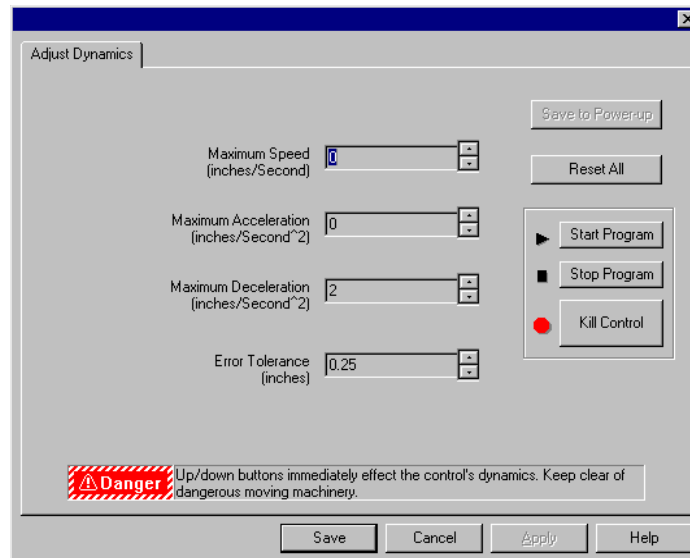 Adjust Dynamics
Save to Power-up
Maximum Speed
(inches/Second)
0
Reset All
Maximum Acceleration
(inches/Second^2)
0
Start Program
Stop Program
Maximum Deceleration
(inches/Second^2)
2
Kill Control
Error Tolerance
(inches)
0.25
Danger
Up/down buttons immediately effect the control's dynamics. Keep clear of
dangerous moving machinery.
Save
Cancel
Apply
Help